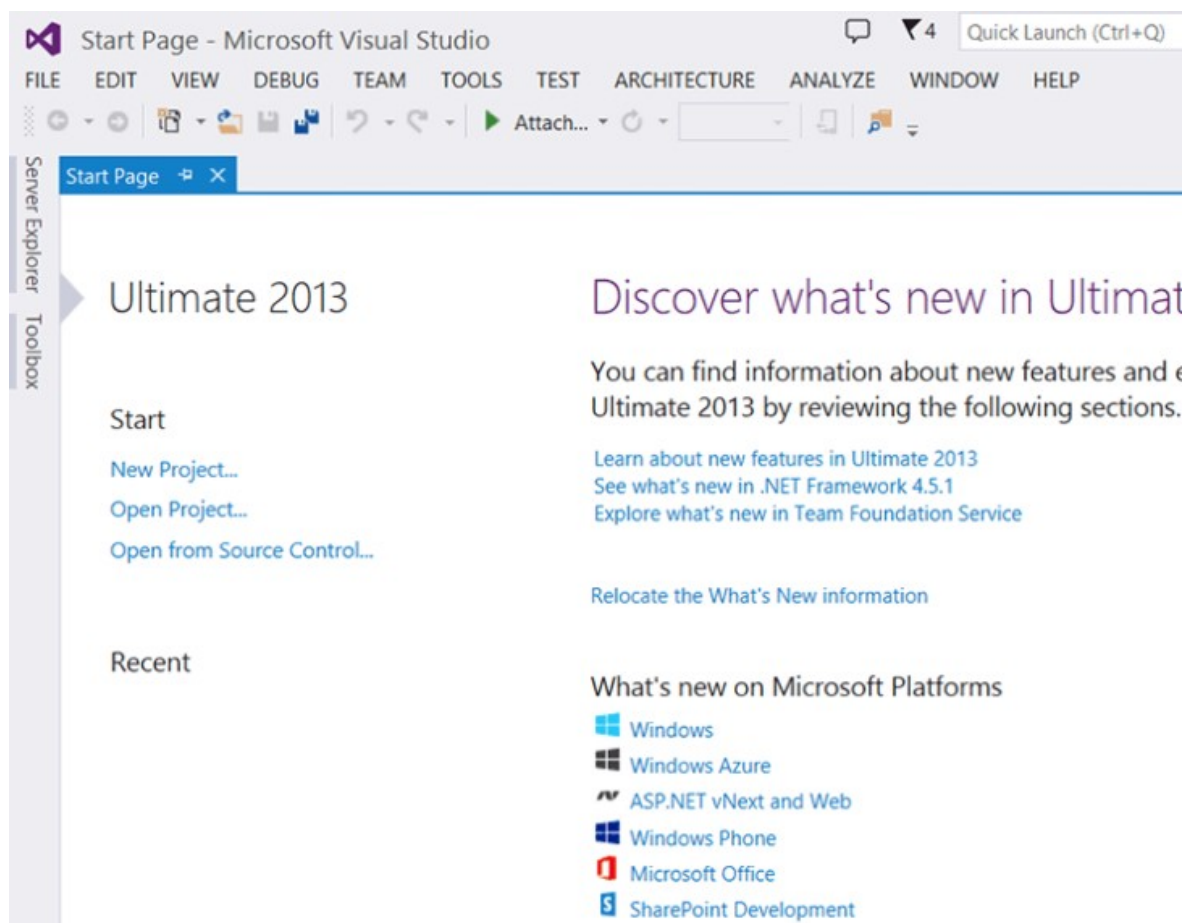 Start Page - Microsoft Visual Studio
4
Quick Launch (Ctrl+Q)
FILE EDIT VIEW DEBUG TEAM TOOLS TEST ARCHITECTURE ANALYZE WINDOW HELP
Attach...
Server Explorer
Toolbox
Start Page
Ultimate 2013
Start
New Project...
Open Project...
Open from Source Control...
Recent
Discover what's new in Ultimat
You can find information about new features and e
Ultimate 2013 by reviewing the following sections.
Learn about new features in Ultimate 2013
See what's new in .NET Framework 4.5.1
Explore what's new in Team Foundation Service
Relocate the What's New information
What's new on Microsoft Platforms
Windows
Windows Azure
ASP.NET vNext and Web
Windows Phone
Microsoft Office
SharePoint Development